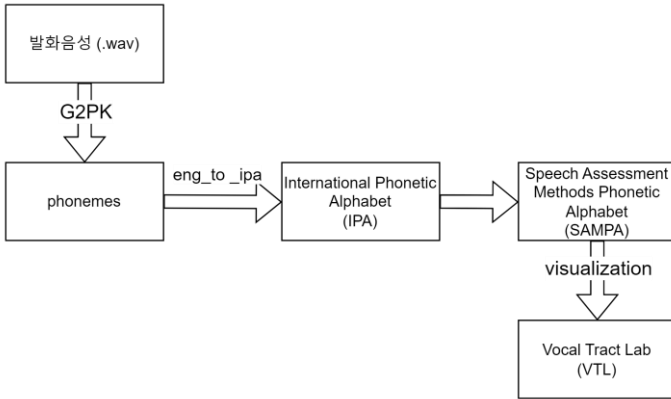 발화음성 (.wav)
G2PK
phonemes
eng_to _ipa
International Phonetic
Alphabet
(IPA)
Speech Assessment
Methods Phonetic
Alphabet
(SAMPA)
visualization
Vocal Tract Lab
(VTL)